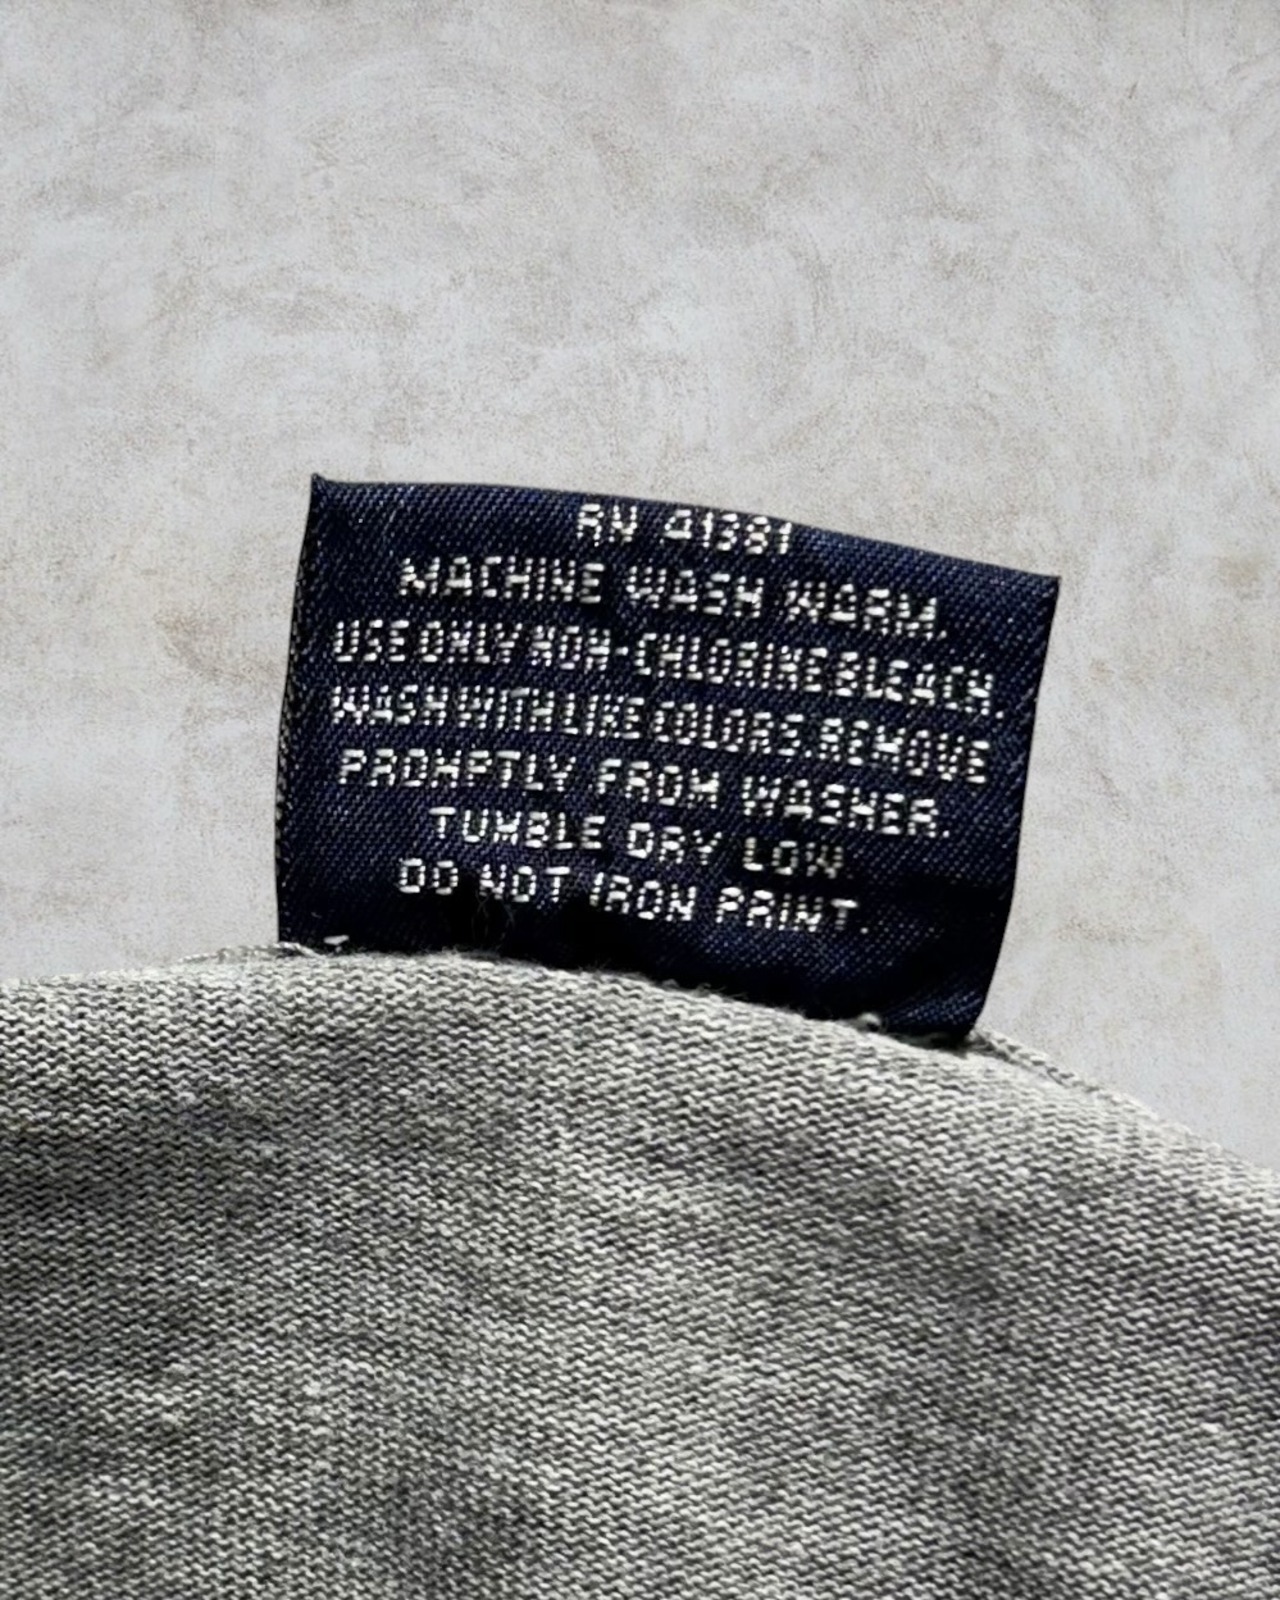 RN 41381
MACHINE WASH WARM.
USE ONLY NON-CHLORINE BLEACH.
WASH WITH LIKE COLORS. REMOVE
PROMPTLY FROM WASHER.
TUMBLE DRY LOW.
DO NOT IRON PRINT.